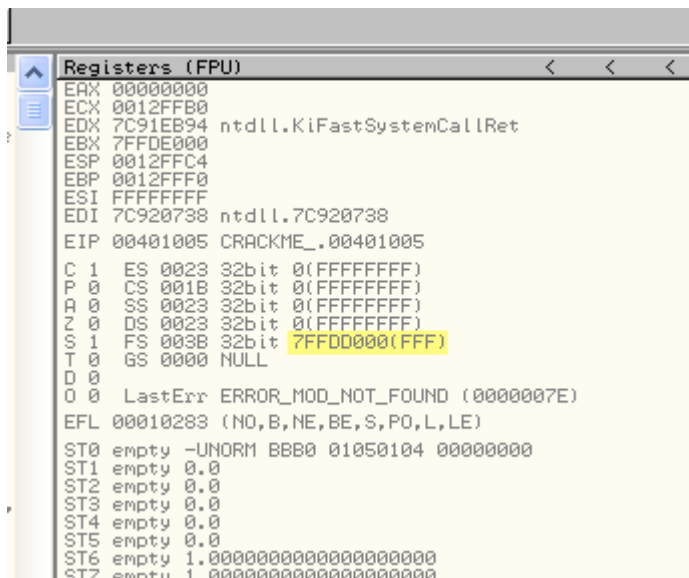 Registers (FPU) < < <
EAX 00000000
ECX 0012FFB0
EDX 7C91EB94 ntdll.KiFastSystemCallRet
EBX 7FFDE000
ESP 0012FFC4
EBP 0012FFF0
ESI FFFFFFFF
EDI 7C920738 ntdll.7C920738
EIP 00401005 CRACKME_.00401005
C 1 ES 0023 32bit 0(FFFFFFFF)
P 0 CS 001B 32bit 0(FFFFFFFF)
A 0 SS 0023 32bit 0(FFFFFFFF)
Z 0 DS 0023 32bit 0(FFFFFFFF)
S 1 FS 003B 32bit 7FFDD000(FFF)
T 0 GS 0000 NULL
D 0
O 0 LastErr ERROR_MOD_NOT_FOUND (0000007E)
EFL 00010283 (NO,B,NE,BE,S,PO,L,LE)
ST0 empty -UNORM BBB0 01050104 00000000
ST1 empty 0.0
ST2 empty 0.0
ST3 empty 0.0
ST4 empty 0.0
ST5 empty 0.0
ST6 empty 1.0000000000000000000
ST7 empty 1.0000000000000000000